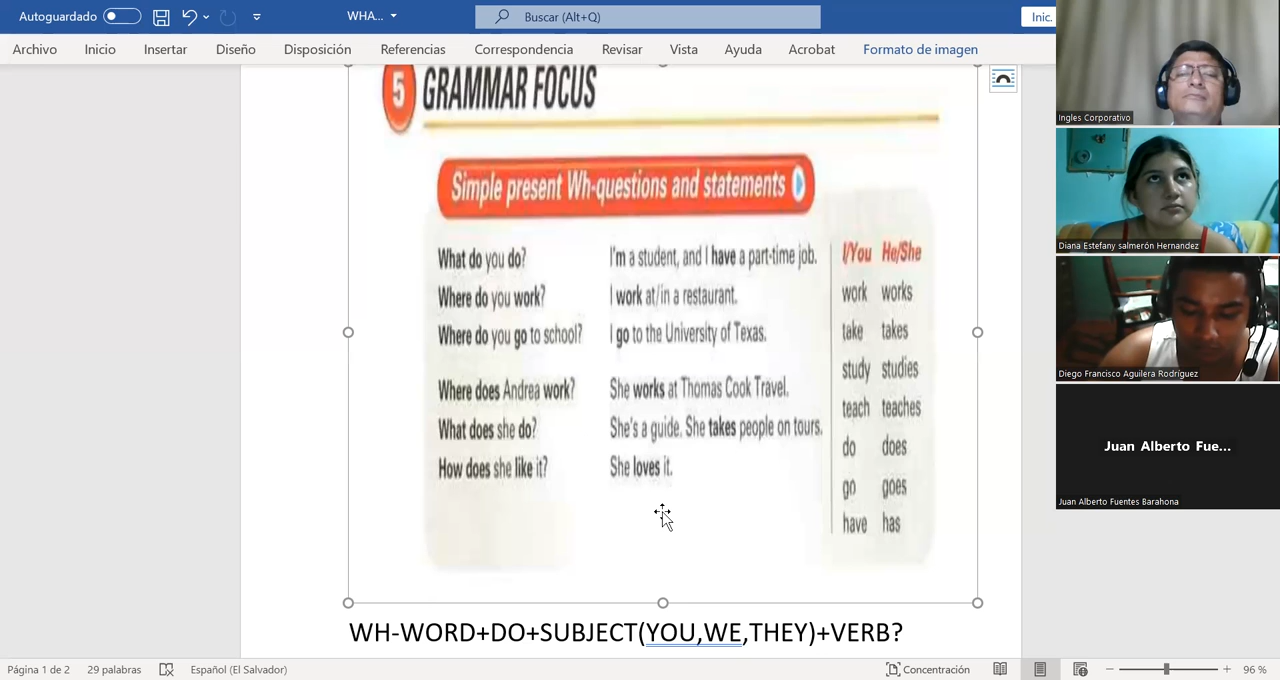 Autoguardado
WHA...
Buscar (Alt+Q)
Inic.
Archivo Inicio Insertar Diseño Disposición Referencias Correspondencia Revisar Vista Ayuda Acrobat Formato de imagen
5 GRAMMAR FOCUS
Simple present Wh-questions and statements
What do you do? I'm a student, and I have a part-time job.
Where do you work? I work at/in a restaurant.
Where do you go to school? I go to the University of Texas.
Where does Andrea work? She works at Thomas Cook Travel.
What does she do? She's a guide. She takes people on tours.
How does she like it? She loves it.
I/You He/She
work works
take takes
study studies
teach teaches
do does
go goes
have has
WH-WORD+DO+SUBJECT(YOU,WE,THEY)+VERB?
Ingles Corporativo
Diana Estefany salmerón Hernandez
Diego Francisco Aguilera Rodríguez
Juan Alberto Fue...
Juan Alberto Fuentes Barahona
Página 1 de 2 29 palabras Español (El Salvador) Concentración 96 %